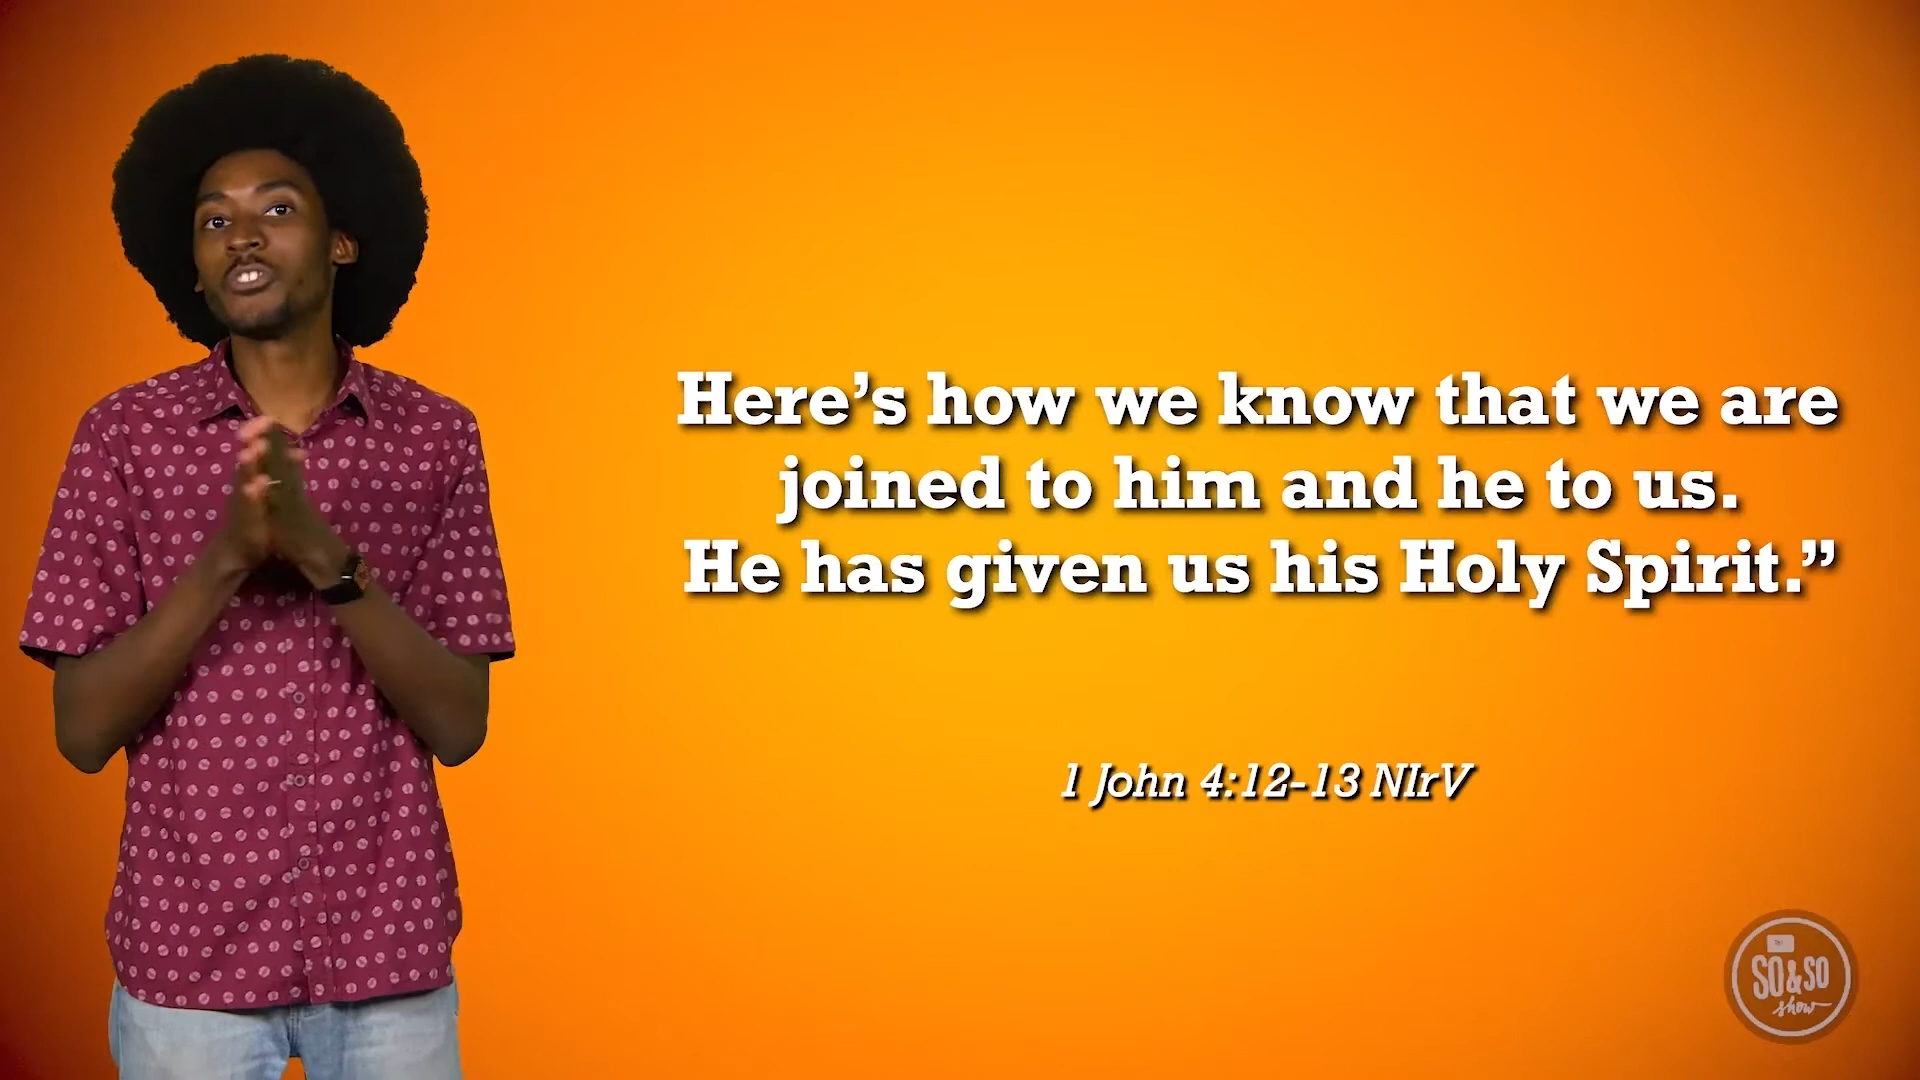 Here’s how we know that we are
joined to him and he to us.
He has given us his Holy Spirit.”
1 John 4:12-13 NIrV
SO&SO
show